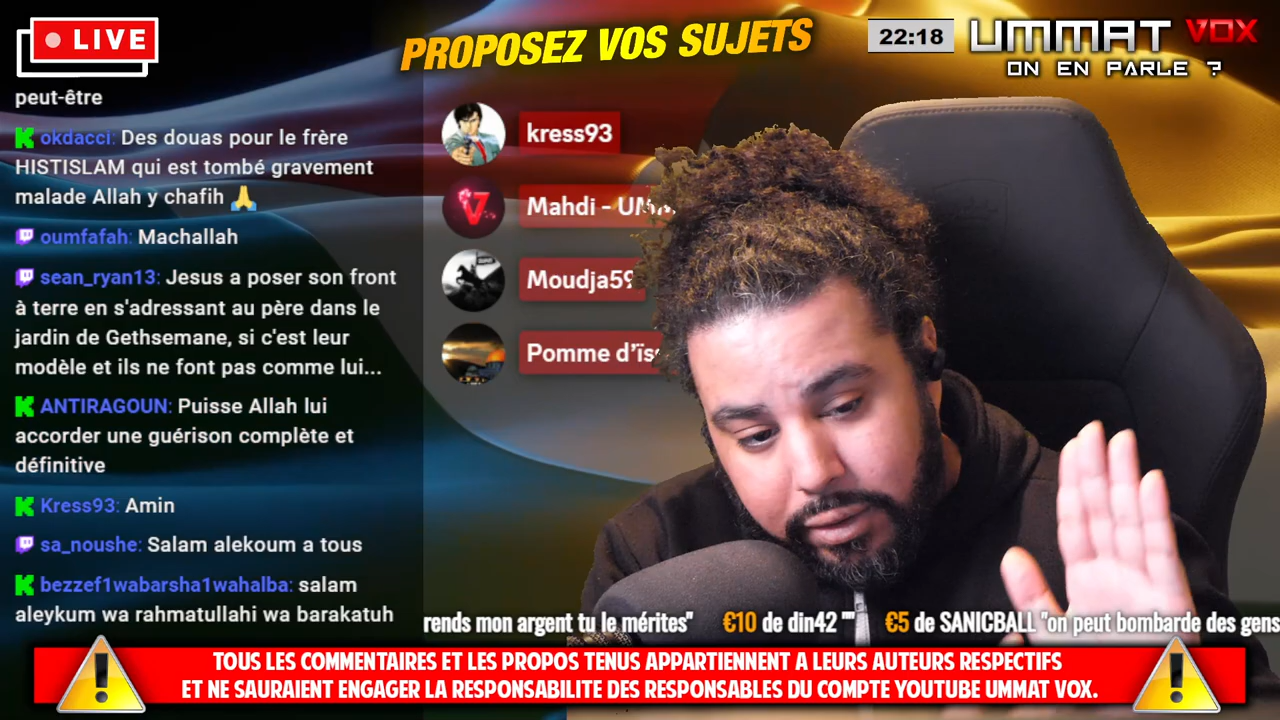 LIVE
PROPOSEZ VOS SUJETS
22:18
UMMAT VOX
ON EN PARLE ?
peut-être
okdacci: Des douas pour le frère
HISTISLAM qui est tombé gravement
malade Allah y chafih 🙏
oumfafah: Machallah
sean_ryan13: Jesus a poser son front
à terre en s'adressant au père dans le
jardin de Gethsemane, si c'est leur
modèle et ils ne font pas comme lui...
ANTIRAGOUN: Puisse Allah lui
accorder une guérison complète et
définitive
Kress93: Amin
sa_noushe: Salam alekoum a tous
bezzef1wabarsha1wahalba: salam
aleykum wa rahmatullahi wa barakatuh
kress93
Mahdi - UMM
Moudja59
Pomme d'ïss
rends mon argent tu le mérites" €10 de din42 "" €5 de SANICBALL "on peut bombarde des gens
TOUS LES COMMENTAIRES ET LES PROPOS TENUS APPARTIENNENT A LEURS AUTEURS RESPECTIFS
ET NE SAURAIENT ENGAGER LA RESPONSABILITE DES RESPONSABLES DU COMPTE YOUTUBE UMMAT VOX.